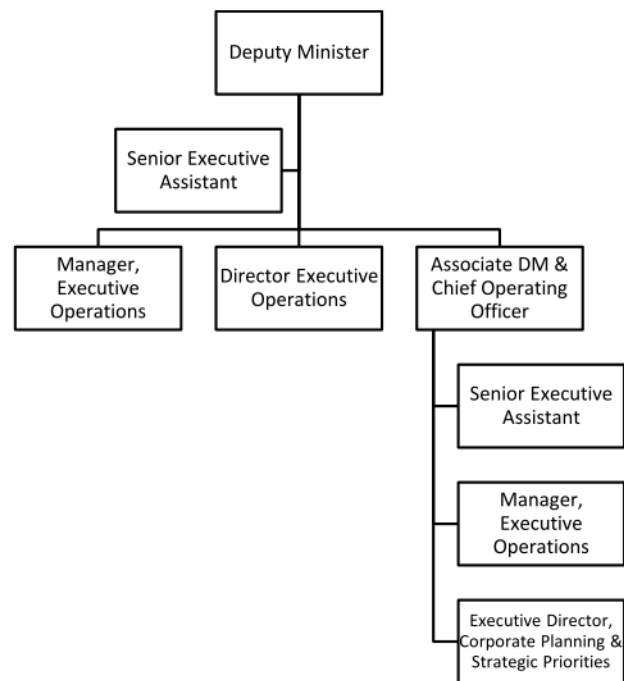 Deputy Minister
Senior Executive
Assistant
Manager,
Executive
Operations
Director Executive
Operations
Associate DM &
Chief Operating
Officer
Senior Executive
Assistant
Manager,
Executive
Operations
Executive Director,
Corporate Planning &
Strategic Priorities